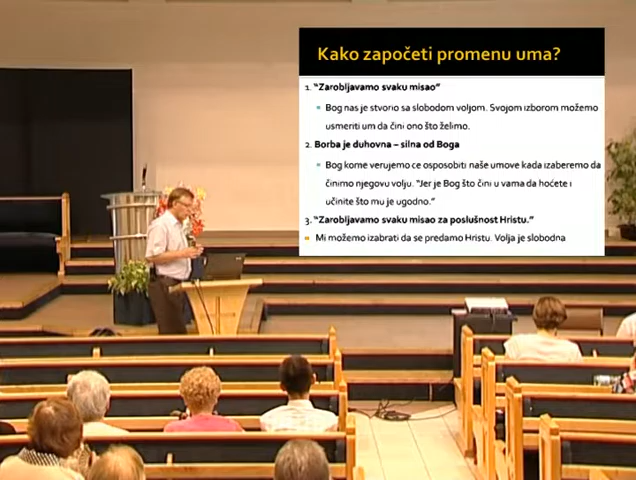 Kako započeti promenu uma?
1. "Zarobljavamo svaku misao"
Bog nas je stvorio sa slobodom voljom. Svojom izborom možemo
usmeriti um da čini ono što želimo.
2. Borba je duhovna – silna od Boga
Bog kome verujemo ce osposobiti naše umove kada izaberemo da
činimo njegovu volju. "Jer je Bog što čini u vama da hoćete i
učinite što mu je ugodno."
3. "Zarobljavamo svaku misao za poslušnost Hristu."
Mi možemo izabrati da se predamo Hristu. Volja je slobodna